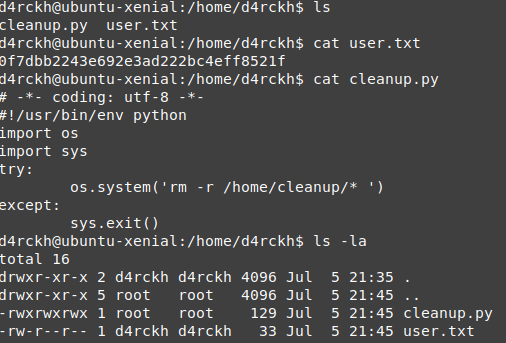 d4rckh@ubuntu-xenial:/home/d4rckh$ ls
cleanup.py  user.txt
d4rckh@ubuntu-xenial:/home/d4rckh$ cat user.txt
0f7dbb2243e692e3ad222bc4eff8521f
d4rckh@ubuntu-xenial:/home/d4rckh$ cat cleanup.py
# -*- coding: utf-8 -*-
#!/usr/bin/env python
import os
import sys
try:
        os.system('rm -r /home/cleanup/* ')
except:
        sys.exit()
d4rckh@ubuntu-xenial:/home/d4rckh$ ls -la
total 16
drwxr-xr-x 2 d4rckh d4rckh 4096 Jul  5 21:35 .
drwxr-xr-x 5 root   root   4096 Jul  5 21:45 ..
-rwxrwxrwx 1 root   root    129 Jul  5 21:45 cleanup.py
-rw-r--r-- 1 d4rckh d4rckh   33 Jul  5 21:45 user.txt